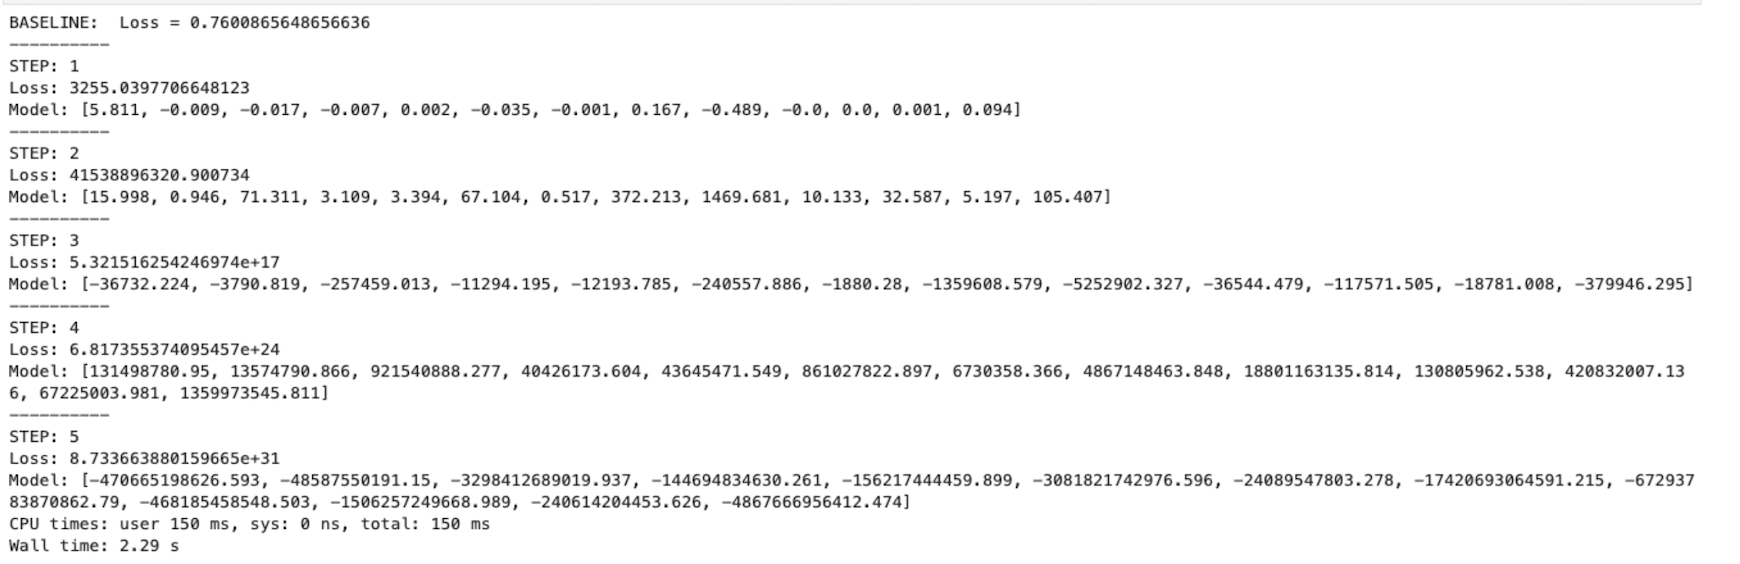 BASELINE:  Loss = 0.7600865648656636
----------
STEP: 1
Loss: 3255.0397706648123
Model: [5.811, -0.009, -0.017, -0.007, 0.002, -0.035, -0.001, 0.167, -0.489, -0.0, 0.0, 0.001, 0.094]
----------
STEP: 2
Loss: 41538896320.900734
Model: [15.998, 0.946, 71.311, 3.109, 3.394, 67.104, 0.517, 372.213, 1469.681, 10.133, 32.587, 5.197, 105.407]
----------
STEP: 3
Loss: 5.321516254246974e+17
Model: [-36732.224, -3790.819, -257459.013, -11294.195, -12193.785, -240557.886, -1880.28, -1359608.579, -5252902.327, -36544.479, -117571.505, -18781.008, -379946.295]
----------
STEP: 4
Loss: 6.817355374095457e+24
Model: [131498780.95, 13574790.866, 921540888.277, 40426173.604, 43645471.549, 861027822.897, 6730358.366, 4867148463.848, 18801163135.814, 130805962.538, 420832007.13
6, 67225003.981, 1359973545.811]
----------
STEP: 5
Loss: 8.733663880159665e+31
Model: [-470665198626.593, -48587550191.15, -3298412689019.937, -144694834630.261, -156217444459.899, -3081821742976.596, -24089547803.278, -17420693064591.215, -672937
83870862.79, -468185458548.503, -1506257249668.989, -240614204453.626, -4867666956412.474]
CPU times: user 150 ms, sys: 0 ns, total: 150 ms
Wall time: 2.29 s